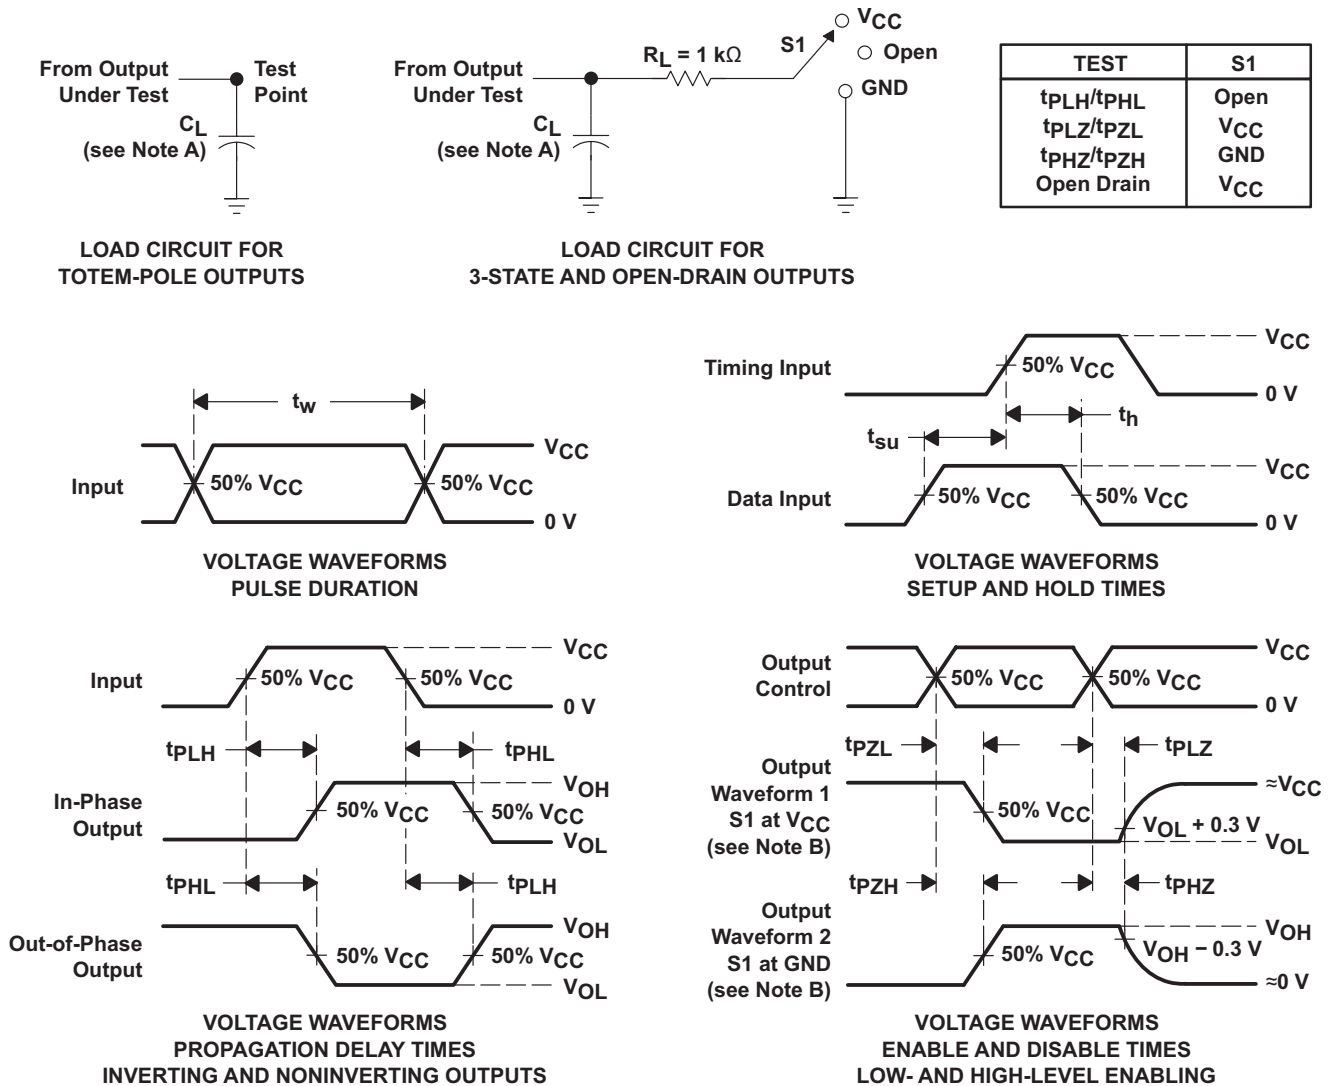 From Output
Under Test
Test
Point
CL
(see Note A)
LOAD CIRCUIT FOR
TOTEM-POLE OUTPUTS
From Output
Under Test
CL
(see Note A)
RL = 1 kΩ
S1
VCC
Open
GND
LOAD CIRCUIT FOR
3-STATE AND OPEN-DRAIN OUTPUTS
TEST S1
tPLH/tPHL Open
tPLZ/tPZL VCC
tPHZ/tPZH GND
Open Drain VCC
tw
Input
50% VCC
50% VCC
VCC
0 V
VOLTAGE WAVEFORMS
PULSE DURATION
Timing Input
50% VCC
VCC
0 V
th
tsu
Data Input
50% VCC
50% VCC
VCC
0 V
VOLTAGE WAVEFORMS
SETUP AND HOLD TIMES
Input
50% VCC
50% VCC
VCC
0 V
tPLH
tPHL
In-Phase
Output
50% VCC
50% VCC
VOH
VOL
tPHL
tPLH
Out-of-Phase
Output
50% VCC
50% VCC
VOH
VOL
VOLTAGE WAVEFORMS
PROPAGATION DELAY TIMES
INVERTING AND NONINVERTING OUTPUTS
Output
Control
50% VCC
50% VCC
VCC
0 V
tPZL
tPLZ
Output
Waveform 1
S1 at VCC
(see Note B)
50% VCC
≈VCC
VOL + 0.3 V
VOL
tPZH
tPHZ
Output
Waveform 2
S1 at GND
(see Note B)
50% VCC
VOH
VOH − 0.3 V
≈0 V
VOLTAGE WAVEFORMS
ENABLE AND DISABLE TIMES
LOW- AND HIGH-LEVEL ENABLING